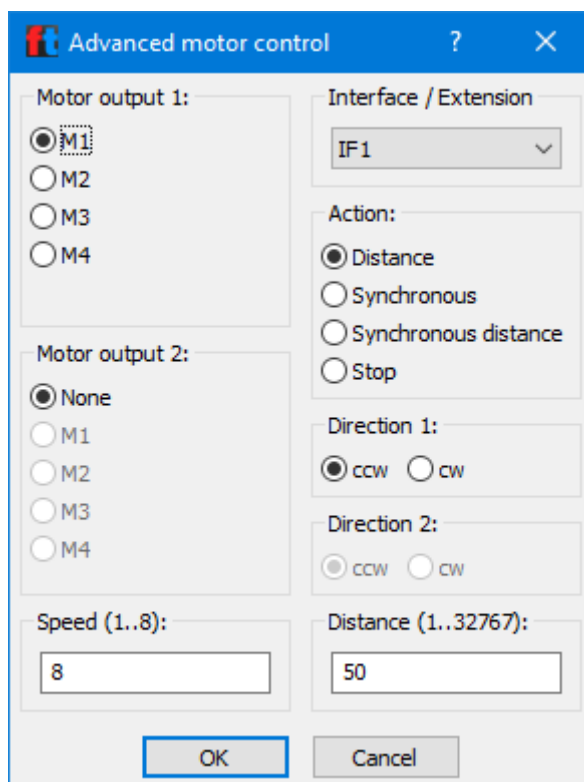 ft Advanced motor control ?
Motor output 1:
M1
M2
M3
M4
Motor output 2:
None
M1
M2
M3
M4
Speed (1..8):
8
Interface / Extension
IF1
Action:
Distance
Synchronous
Synchronous distance
Stop
Direction 1:
ccw cw
Direction 2:
ccw cw
Distance (1..32767):
50
OK Cancel